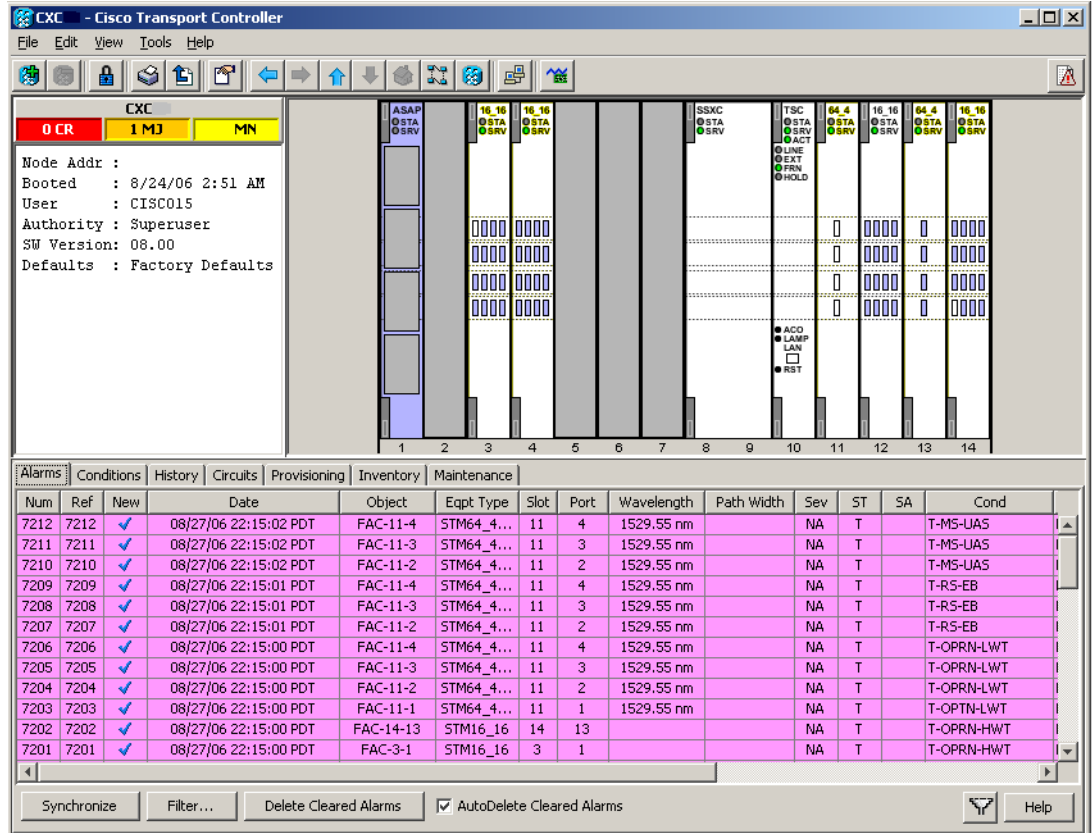 CXC - Cisco Transport Controller
File Edit View Tools Help
CXC
0 CR 1 MJ MN
Node Addr :
Booted : 8/24/06 2:51 AM
User : CISCO15
Authority : Superuser
SW Version: 08.00
Defaults : Factory Defaults
ASAP 16_16 16_16 SSXC TSC 64_4 16_16 64_4 16_16
STA STA STA STA STA STA STA STA STA
SRV SRV SRV SRV SRV SRV SRV SRV SRV
ACT
LINE
EXT
FRN
HOLD
ACO
LAMP
LAN
RST
1 2 3 4 5 6 7 8 9 10 11 12 13 14
Alarms Conditions History Circuits Provisioning Inventory Maintenance
Num Ref New Date Object Eqpt Type Slot Port Wavelength Path Width Sev ST SA Cond
7212 7212 08/27/06 22:15:02 PDT FAC-11-4 STM64_4... 11 4 1529.55 nm NA T T-MS-UAS
7211 7211 08/27/06 22:15:02 PDT FAC-11-3 STM64_4... 11 3 1529.55 nm NA T T-MS-UAS
7210 7210 08/27/06 22:15:02 PDT FAC-11-2 STM64_4... 11 2 1529.55 nm NA T T-MS-UAS
7209 7209 08/27/06 22:15:01 PDT FAC-11-4 STM64_4... 11 4 1529.55 nm NA T T-RS-EB
7208 7208 08/27/06 22:15:01 PDT FAC-11-3 STM64_4... 11 3 1529.55 nm NA T T-RS-EB
7207 7207 08/27/06 22:15:01 PDT FAC-11-2 STM64_4... 11 2 1529.55 nm NA T T-RS-EB
7206 7206 08/27/06 22:15:00 PDT FAC-11-4 STM64_4... 11 4 1529.55 nm NA T T-OPRN-LWT
7205 7205 08/27/06 22:15:00 PDT FAC-11-3 STM64_4... 11 3 1529.55 nm NA T T-OPRN-LWT
7204 7204 08/27/06 22:15:00 PDT FAC-11-2 STM64_4... 11 2 1529.55 nm NA T T-OPRN-LWT
7203 7203 08/27/06 22:15:00 PDT FAC-11-1 STM64_4... 11 1 1529.55 nm NA T T-OPTN-LWT
7202 7202 08/27/06 22:15:00 PDT FAC-14-13 STM16_16 14 13 NA T T-OPRN-HWT
7201 7201 08/27/06 22:15:00 PDT FAC-3-1 STM16_16 3 1 NA T T-OPRN-HWT
Synchronize Filter... Delete Cleared Alarms AutoDelete Cleared Alarms Help